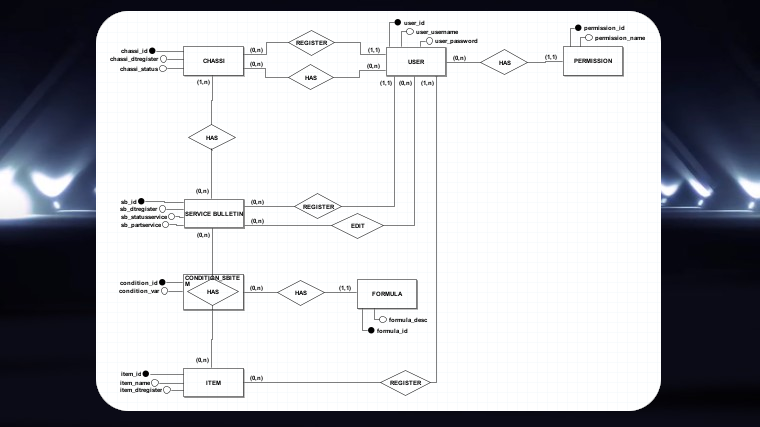 user_id
user_username
user_password
permission_id
permission_name
chassi_id
chassi_dtregister
chassi_status
CHASSI
(0,n)
REGISTER
(1,1)
(0,n)
HAS
(0,n)
USER
(0,n)
HAS
(1,1)
PERMISSION
(1,n)
(1,1)
(0,n)
(1,n)
HAS
(0,n)
sb_id
sb_dtregister
sb_statusservice
sb_partservice
SERVICE BULLETIN
(0,n)
REGISTER
(0,n)
EDIT
(0,n)
condition_id
condition_var
CONDITION_SBITE
M
HAS
(0,n)
HAS
(1,1)
FORMULA
formula_desc
formula_id
(0,n)
item_id
item_name
item_dtregister
ITEM
(0,n)
REGISTER